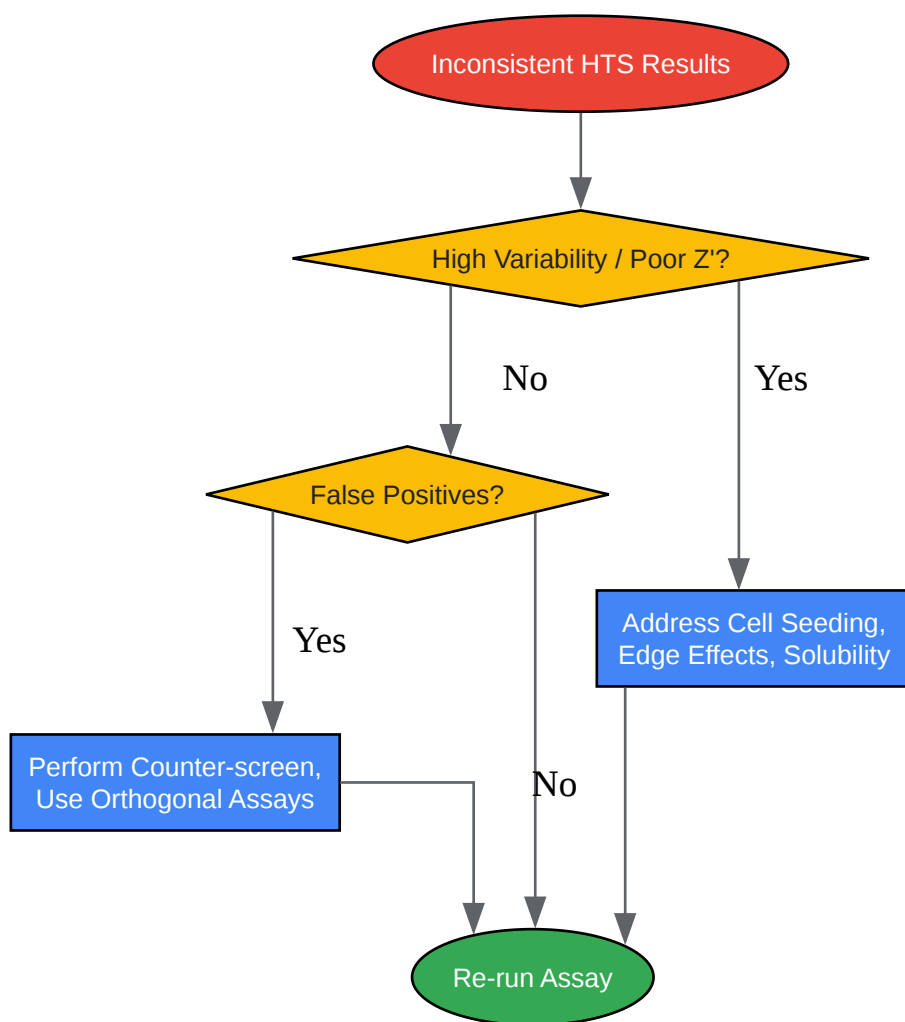 Inconsistent HTS Results
High Variability / Poor Z'?
No
Yes
False Positives?
Address Cell Seeding,
Edge Effects, Solubility
Yes
Perform Counter-screen,
Use Orthogonal Assays
No
Re-run Assay